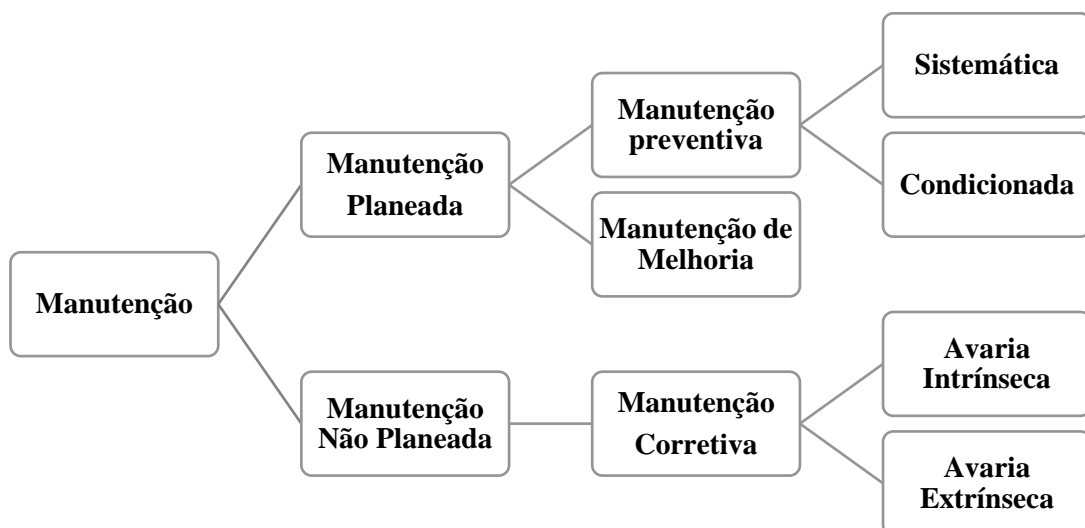 Manutenção
Manutenção
Planeada
Manutenção
preventiva
Sistemática
Condicionada
Manutenção de
Melhoria
Manutenção
Não Planeada
Manutenção
Corretiva
Avaria
Intrínseca
Avaria
Extrínseca